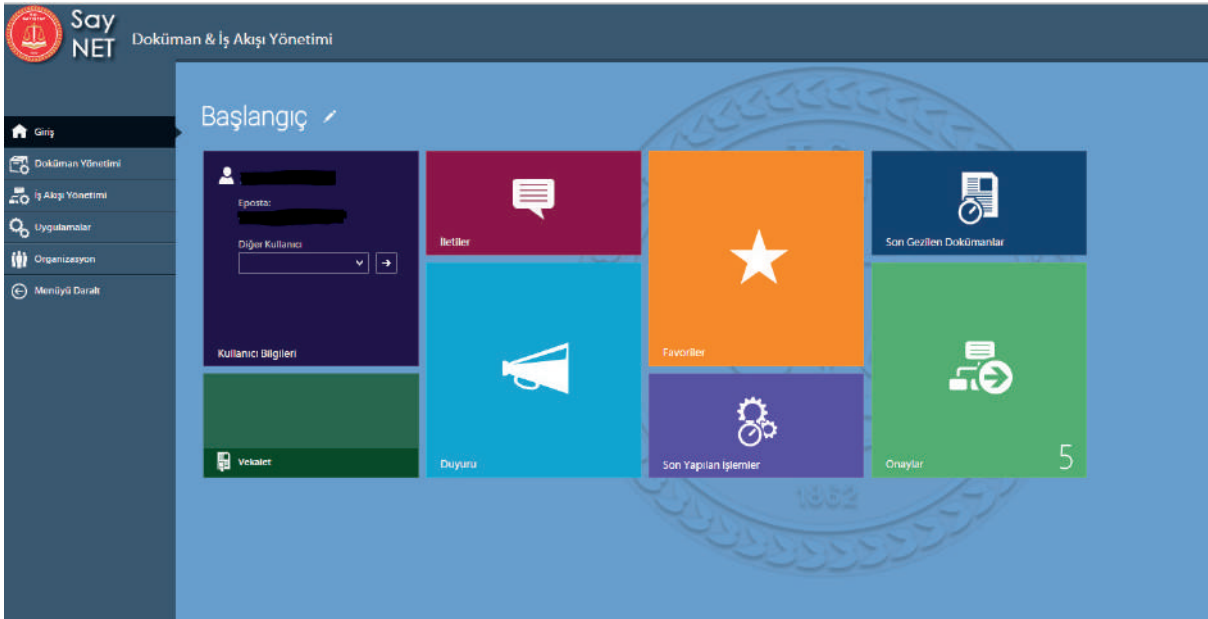 Say
NET
Doküman & İş Akışı Yönetimi
Başlangıç
Giriş
Doküman Yönetimi
İş Akışı Yönetimi
Uygulamalar
Organizasyon
Menüyü Daralt
Eposta:
Diğer Kullanıcı
Kullanıcı Bilgileri
Vekalet
İletiler
Duyuru
Favoriler
Son Yapılan İşlemler
Son Gezilen Dokümanlar
Onaylar
5
1862